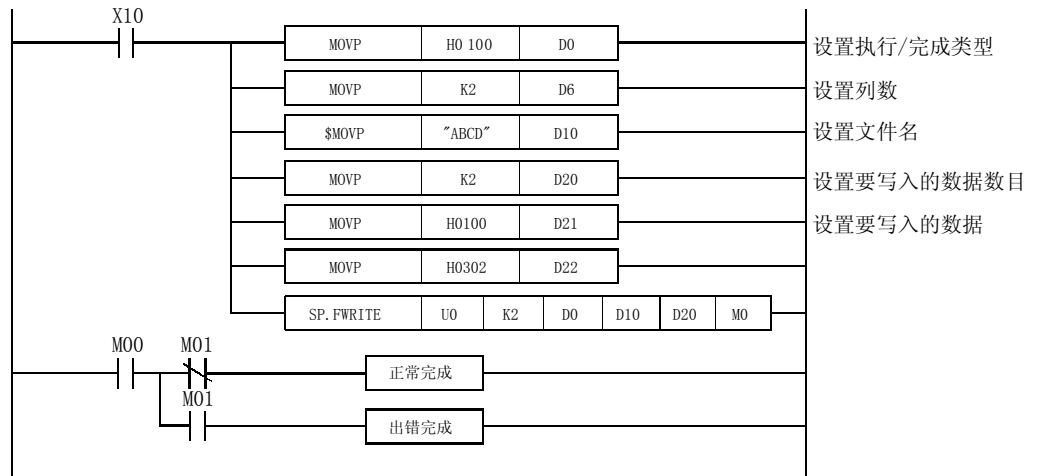 X10
MOVP H0 100 D0 设置执行/完成类型
MOVP K2 D6 设置列数
$MOVP "ABCD" D10 设置文件名
MOVP K2 D20 设置要写入的数据数目
MOVP H0100 D21 设置要写入的数据
MOVP H0302 D22
SP.FWRITE U0 K2 D0 D10 D20 M0
M00 M01
正常完成
M01
出错完成